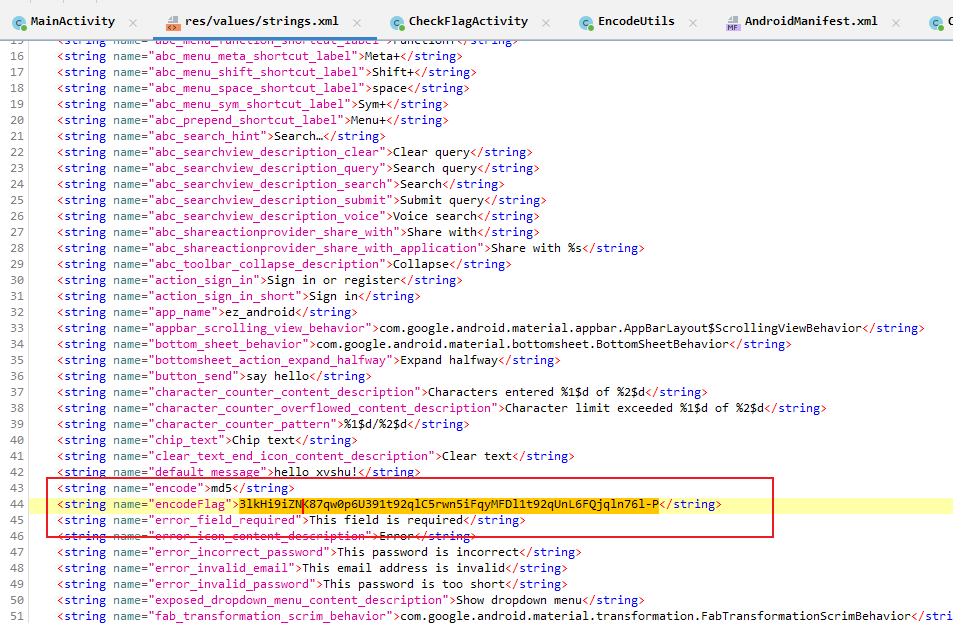 MainActivity res/values/strings.xml CheckFlagActivity EncodeUtils AndroidManifest.xml
16 <string name="abc_menu_meta_shortcut_label">Meta+</string>
17 <string name="abc_menu_shift_shortcut_label">Shift+</string>
18 <string name="abc_menu_space_shortcut_label">space</string>
19 <string name="abc_menu_sym_shortcut_label">Sym+</string>
20 <string name="abc_prepend_shortcut_label">Menu+</string>
21 <string name="abc_search_hint">Search…</string>
22 <string name="abc_searchview_description_clear">Clear query</string>
23 <string name="abc_searchview_description_query">Search query</string>
24 <string name="abc_searchview_description_search">Search</string>
25 <string name="abc_searchview_description_submit">Submit query</string>
26 <string name="abc_searchview_description_voice">Voice search</string>
27 <string name="abc_shareactionprovider_share_with">Share with</string>
28 <string name="abc_shareactionprovider_share_with_application">Share with %s</string>
29 <string name="abc_toolbar_collapse_description">Collapse</string>
30 <string name="action_sign_in">Sign in or register</string>
31 <string name="action_sign_in_short">Sign in</string>
32 <string name="app_name">ez_android</string>
33 <string name="appbar_scrolling_view_behavior">com.google.android.material.appbar.AppBarLayout$ScrollingViewBehavior</string>
34 <string name="bottom_sheet_behavior">com.google.android.material.bottomsheet.BottomSheetBehavior</string>
35 <string name="bottomsheet_action_expand_halfway">Expand halfway</string>
36 <string name="button_send">say hello</string>
37 <string name="character_counter_content_description">Characters entered %1$d of %2$d</string>
38 <string name="character_counter_overflowed_content_description">Character limit exceeded %1$d of %2$d</string>
39 <string name="character_counter_pattern">%1$d/%2$d</string>
40 <string name="chip_text">Chip text</string>
41 <string name="clear_text_end_icon_content_description">Clear text</string>
42 <string name="default_message">hello xvshu!</string>
43 <string name="encode">md5</string>
44 <string name="encodeFlag">3lkHi9iZNK87qw0p6U391t92qlC5rwn5iFqyMFDl1t92qUnL6FQjqln76l-P</string>
45 <string name="error_field_required">This field is required</string>
46 <string name="error_icon_content_description">Error</string>
47 <string name="error_incorrect_password">This password is incorrect</string>
48 <string name="error_invalid_email">This email address is invalid</string>
49 <string name="error_invalid_password">This password is too short</string>
50 <string name="exposed_dropdown_menu_content_description">Show dropdown menu</string>
51 <string name="fab_transformation_scrim_behavior">com.google.android.material.transformation.FabTransformationScrimBehavior</stri